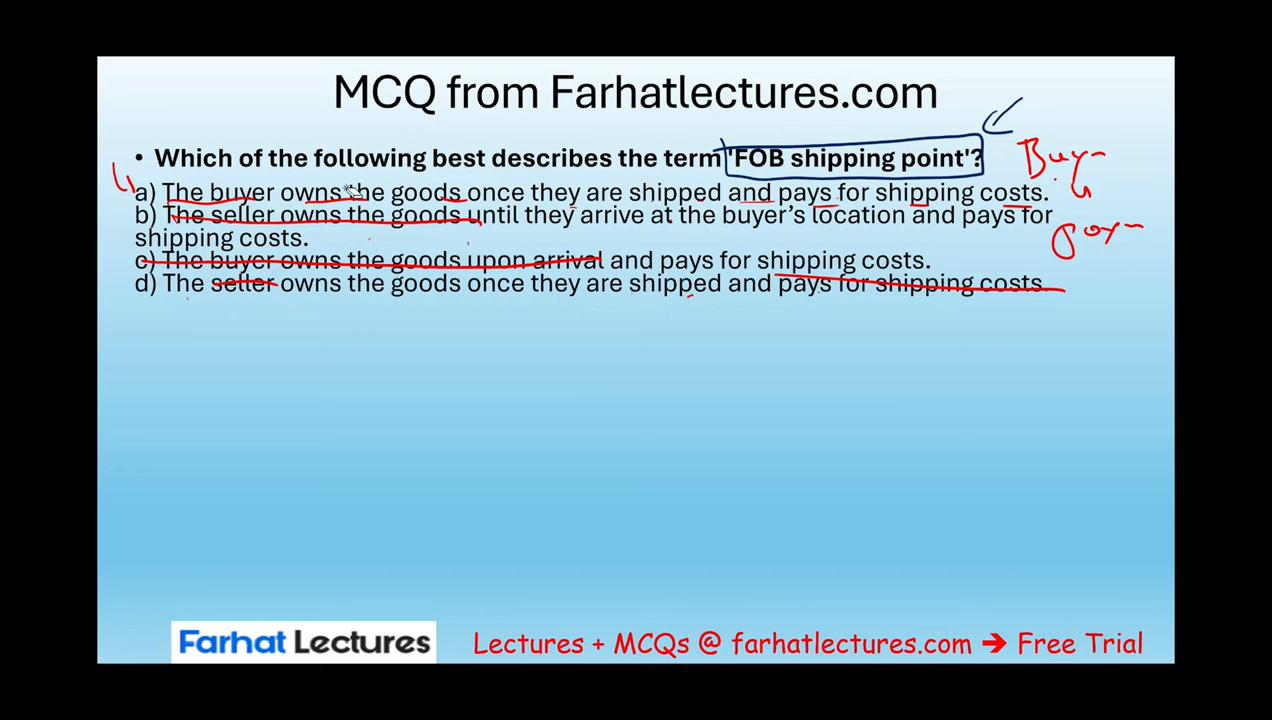 MCQ from Farhatlectures.com
• Which of the following best describes the term 'FOB shipping point'?
Buy
a) The buyer owns the goods once they are shipped and pays for shipping costs.
b) The seller owns the goods until they arrive at the buyer’s location and pays for
shipping costs.
pay
c) The buyer owns the goods upon arrival and pays for shipping costs.
d) The seller owns the goods once they are shipped and pays for shipping costs.
Farhat Lectures
Lectures + MCQs @ farhatlectures.com → Free Trial